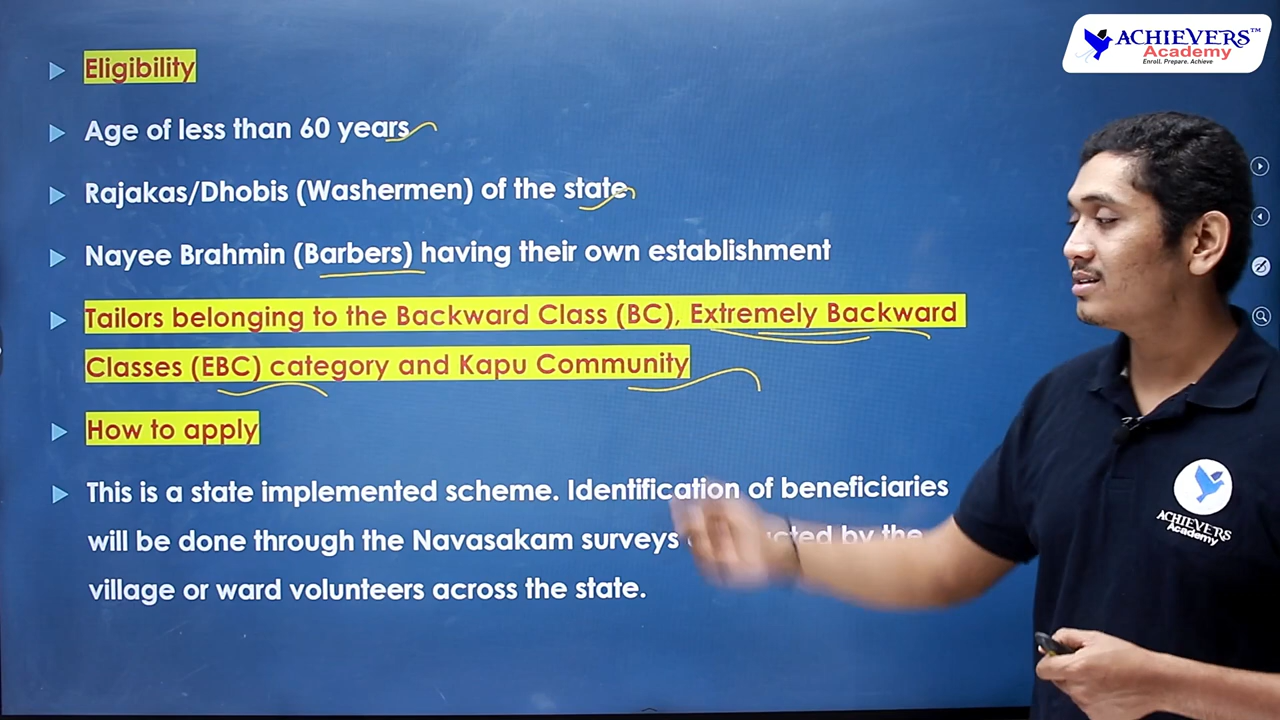 ACHIEVERS™
Academy
Enroll. Prepare. Achieve
Eligibility
Age of less than 60 years
Rajakas/Dhobis (Washermen) of the state
Nayee Brahmin (Barbers) having their own establishment
Tailors belonging to the Backward Class (BC), Extremely Backward
Classes (EBC) category and Kapu Community
How to apply
This is a state implemented scheme. Identification of beneficiaries
will be done through the Navasakam surveys by the
village or ward volunteers across the state.
ACHIEVERS
Academy